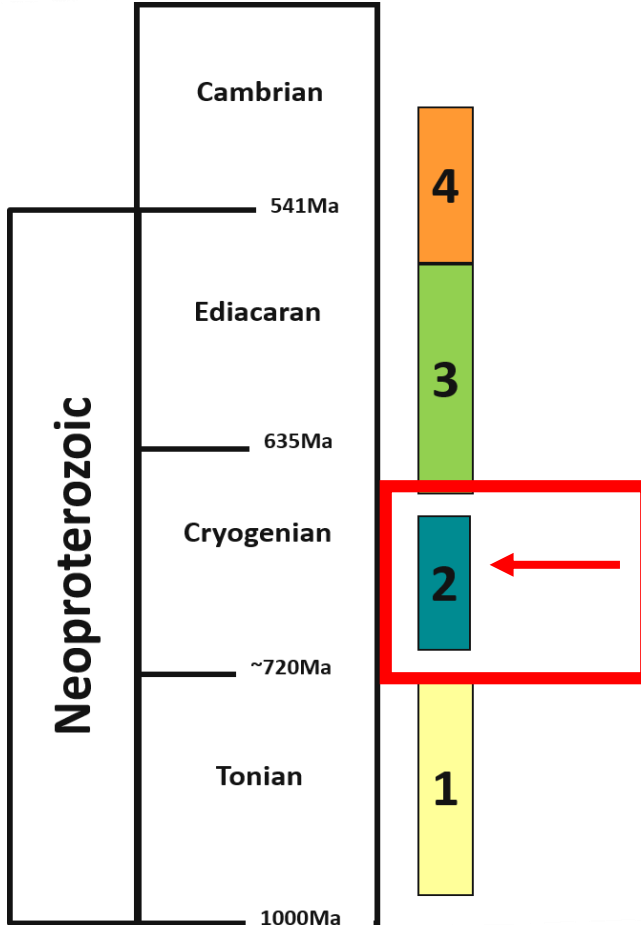 Cambrian
4
541Ma
Ediacaran
3
635Ma
Neoproterozoic
Cryogenian
2
~720Ma
Tonian
1
1000Ma